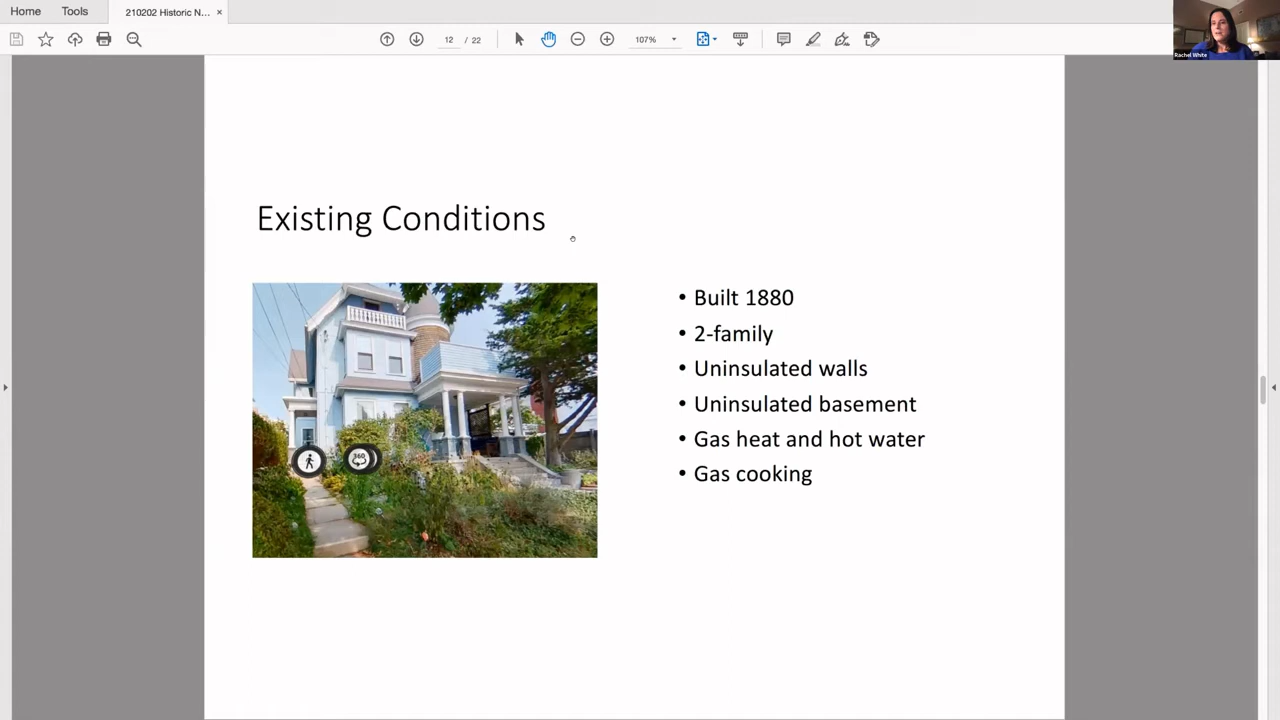 Home
Tools
210202 Historic N... ×
12 / 22
107%
Rachel White
Existing Conditions
360
• Built 1880
• 2-family
• Uninsulated walls
• Uninsulated basement
• Gas heat and hot water
• Gas cooking